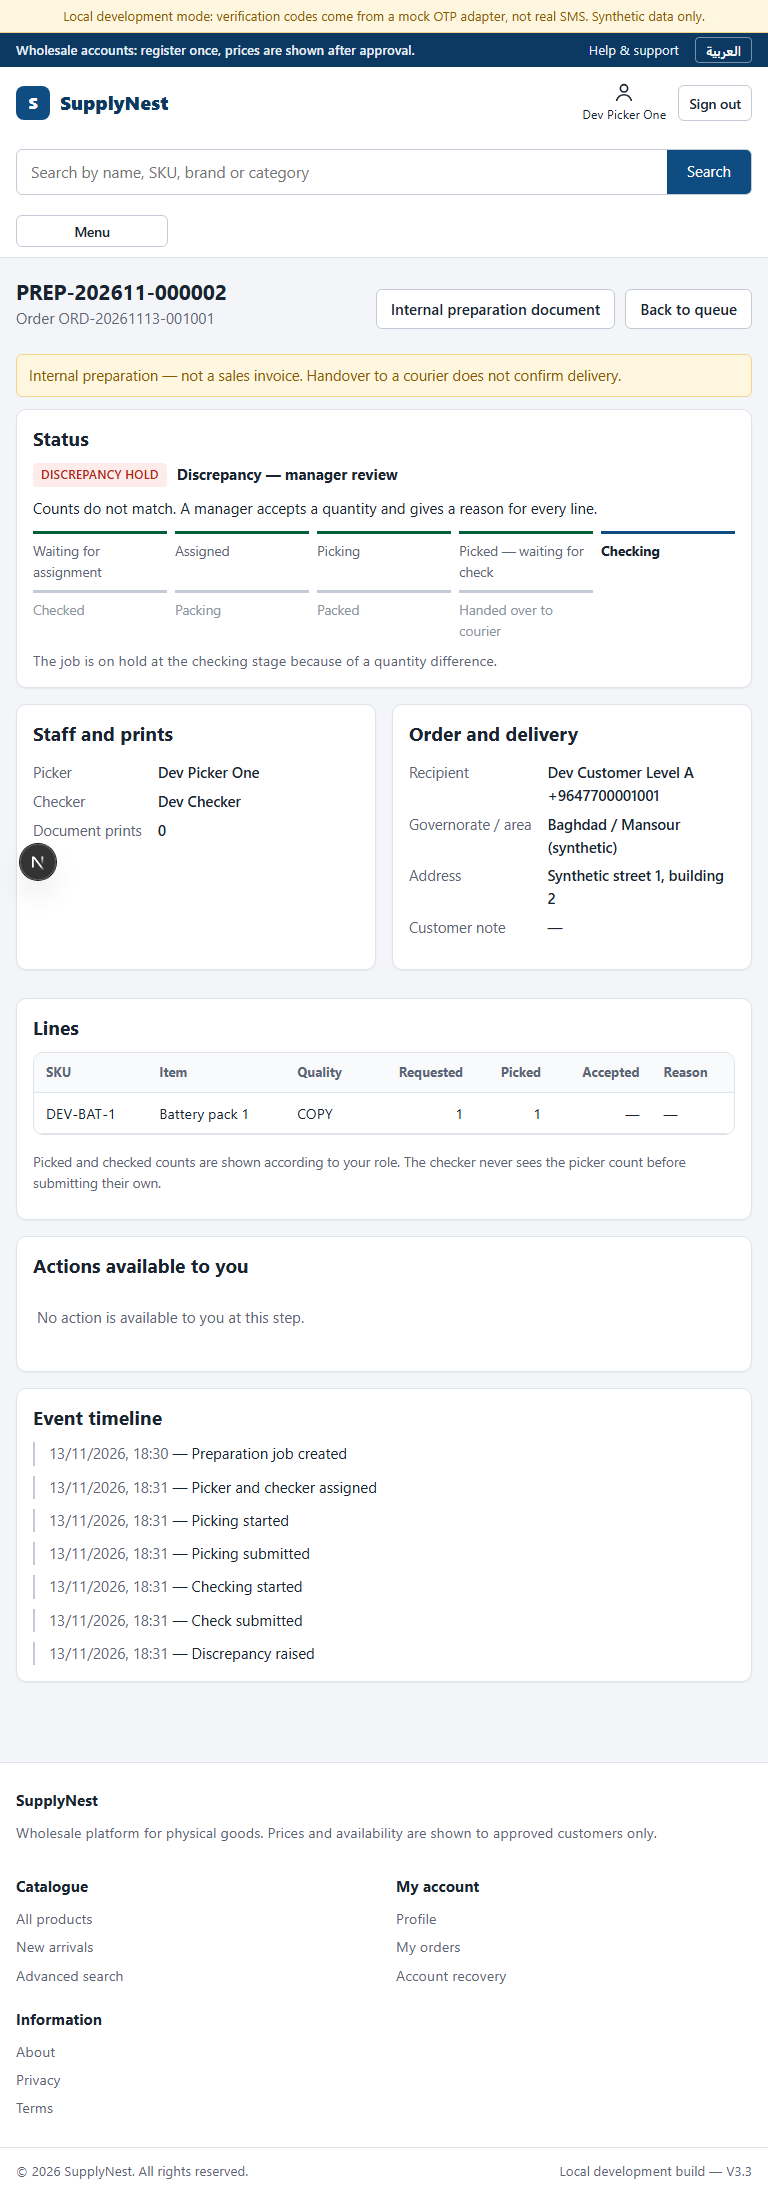 Local development mode: verification codes come from a mock OTP adapter, not real SMS. Synthetic data only.
Wholesale accounts: register once, prices are shown after approval.
Help & support
العربية
S
SupplyNest
Dev Picker One
Sign out
Search by name, SKU, brand or category
Search
Menu
PREP-202611-000002
Order ORD-20261113-001001
Internal preparation document
Back to queue
Internal preparation — not a sales invoice. Handover to a courier does not confirm delivery.
Status
DISCREPANCY HOLD Discrepancy — manager review
Counts do not match. A manager accepts a quantity and gives a reason for every line.
Waiting for assignment
Assigned
Picking
Picked — waiting for check
Checking
Checked
Packing
Packed
Handed over to courier
The job is on hold at the checking stage because of a quantity difference.
Staff and prints
Picker Dev Picker One
Checker Dev Checker
Document prints 0
N
Order and delivery
Recipient Dev Customer Level A
+9647700001001
Governorate / area Baghdad / Mansour
(synthetic)
Address Synthetic street 1, building
2
Customer note —
Lines
SKU Item Quality Requested Picked Accepted Reason
DEV-BAT-1 Battery pack 1 COPY 1 1 — —
Picked and checked counts are shown according to your role. The checker never sees the picker count before
submitting their own.
Actions available to you
No action is available to you at this step.
Event timeline
13/11/2026, 18:30 — Preparation job created
13/11/2026, 18:31 — Picker and checker assigned
13/11/2026, 18:31 — Picking started
13/11/2026, 18:31 — Picking submitted
13/11/2026, 18:31 — Checking started
13/11/2026, 18:31 — Check submitted
13/11/2026, 18:31 — Discrepancy raised
SupplyNest
Wholesale platform for physical goods. Prices and availability are shown to approved customers only.
Catalogue
All products
New arrivals
Advanced search
My account
Profile
My orders
Account recovery
Information
About
Privacy
Terms
© 2026 SupplyNest. All rights reserved.
Local development build — V3.3